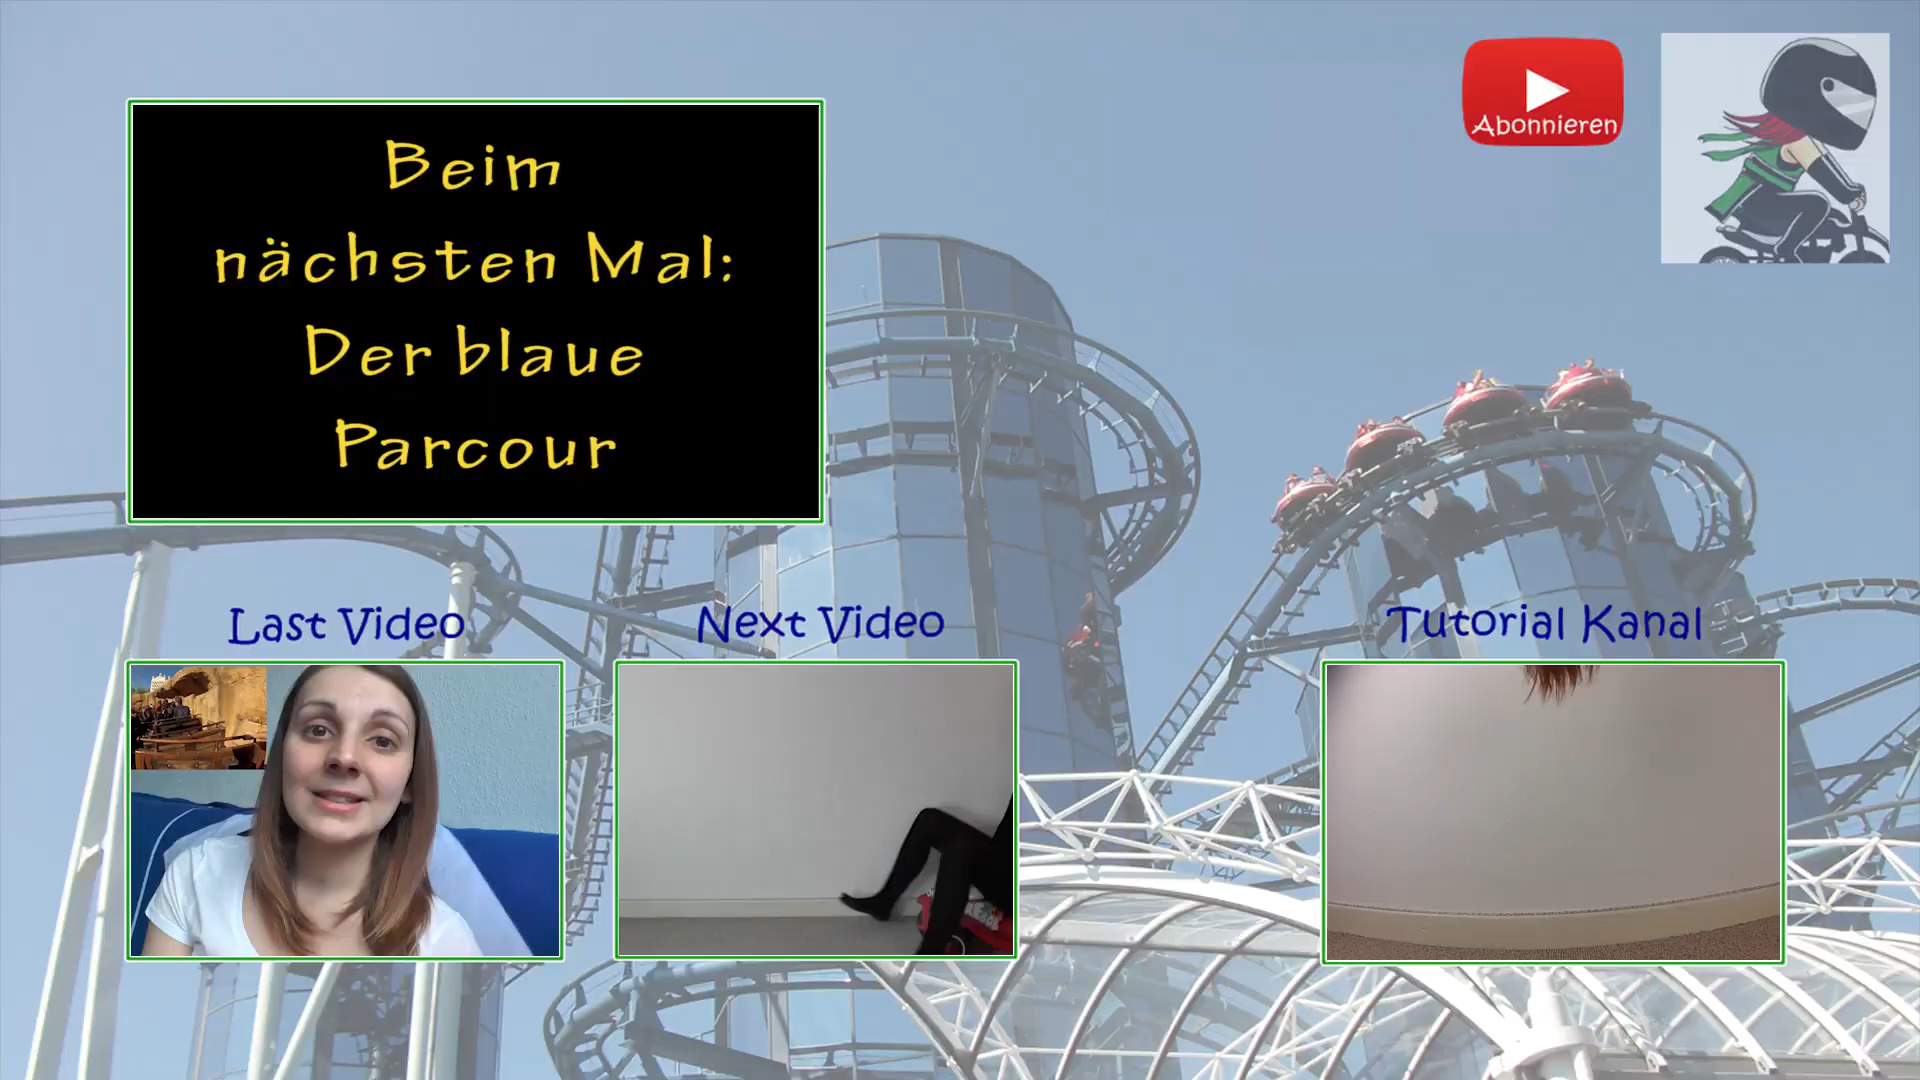 Abonnieren
Beim
nächsten Mal:
Der blaue
Parcour
Last Video
Next Video
Tutorial Kanal